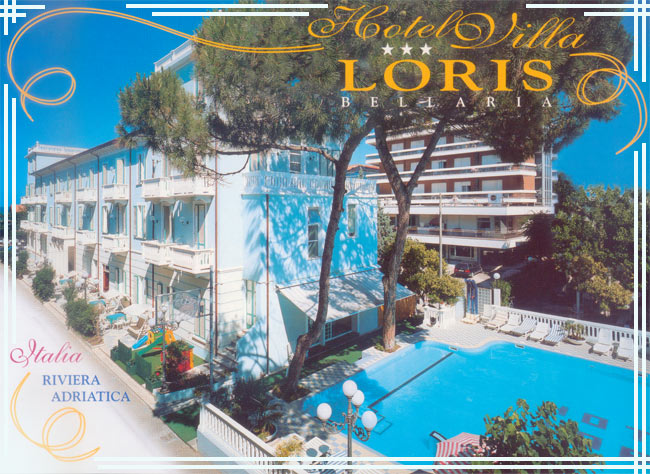 Hotel Villa
★★★
LORIS
BELLARIA
Italia
RIVIERA
ADRIATICA